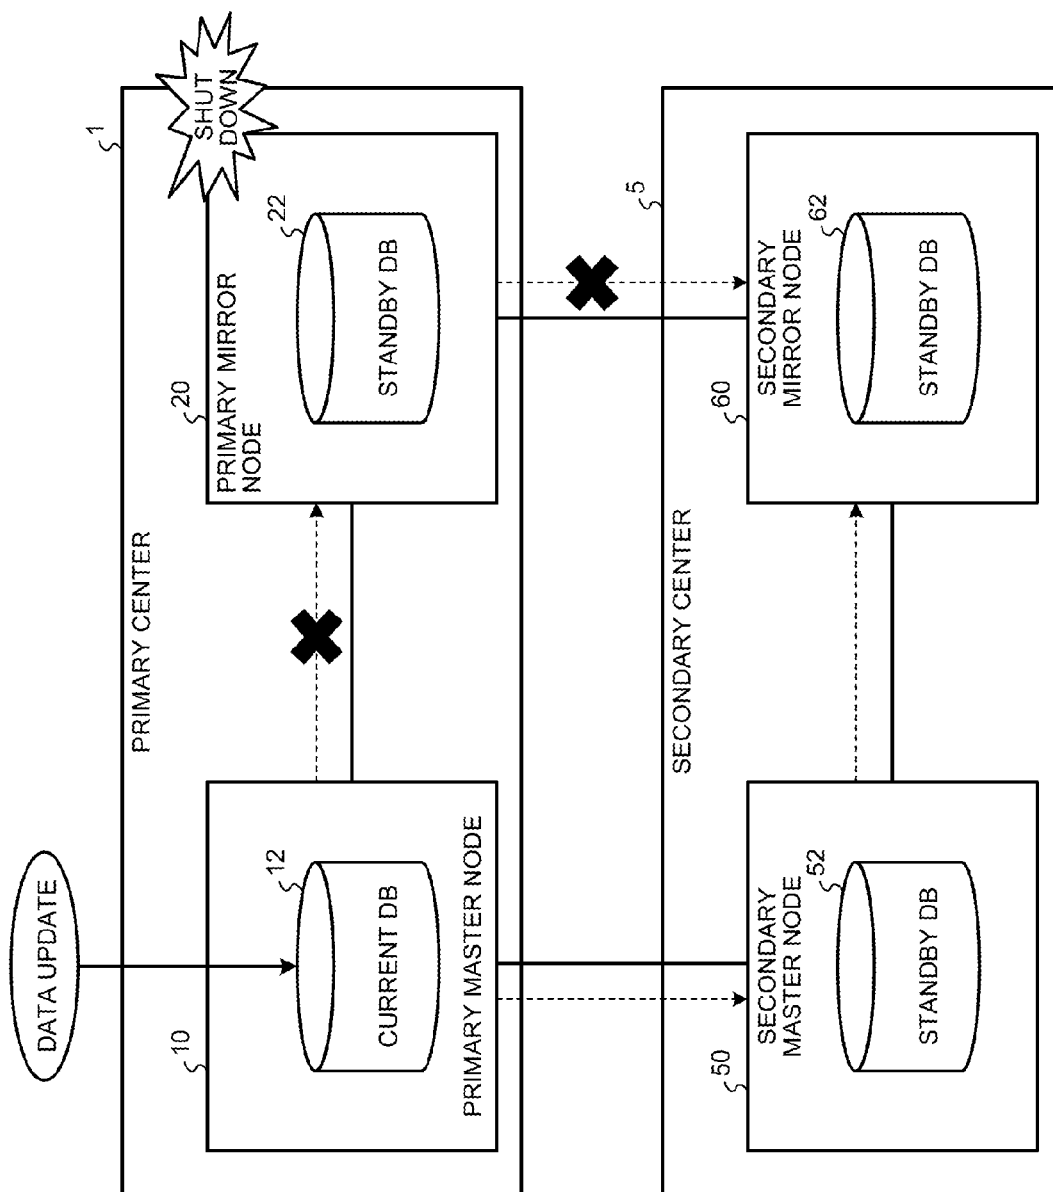 DATA UPDATE
1
PRIMARY CENTER
SHUT
DOWN
10
12
CURRENT DB
PRIMARY MASTER NODE
20
PRIMARY MIRROR
NODE
22
STANDBY DB
5
SECONDARY CENTER
50
SECONDARY
MASTER NODE
52
STANDBY DB
60
SECONDARY
MIRROR NODE
62
STANDBY DB